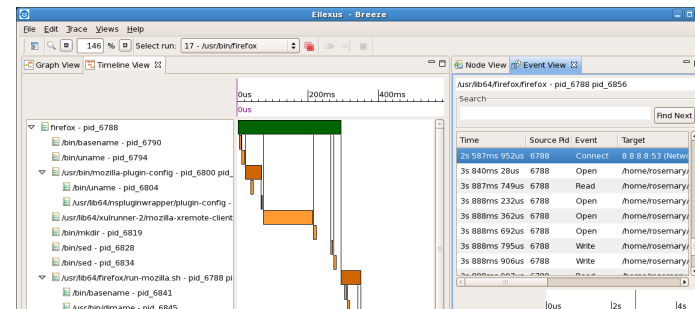 Ellexus - Breeze
File Edit Trace Views Help
146 % Select run: 17 - /usr/bin/firefox
Graph View Timeline View
0us 200ms 400ms
0us
firefox - pid_6788
/bin/basename - pid_6790
/bin/uname - pid_6794
/usr/bin/mozilla-plugin-config - pid_6800 pid_
/bin/uname - pid_6804
/usr/lib64/nspluginwrapper/plugin-config -
/usr/lib64/xulrunner-2/mozilla-xremote-client
/bin/mkdir - pid_6819
/bin/sed - pid_6828
/bin/sed - pid_6834
/usr/lib64/firefox/run-mozilla.sh - pid_6788 pi
/bin/basename - pid_6841
/usr/bin/dirname - pid_6845
Node View Event View
/usr/lib64/firefox/firefox - pid_6788 pid_6856
Search
Find Next
Time Source Pid Event Target
2s 587ms 952us 6788 Connect 8.8.8.8:53 (Netwo
3s 840ms 28us 6788 Open /home/rosemary/
3s 887ms 749us 6788 Read /home/rosemary/
3s 888ms 232us 6788 Open /home/rosemary/
3s 888ms 362us 6788 Open /home/rosemary/
3s 888ms 692us 6788 Open /home/rosemary/
3s 888ms 795us 6788 Write /home/rosemary/
3s 888ms 906us 6788 Write /home/rosemary/
6788 Read
0us 2s 4s